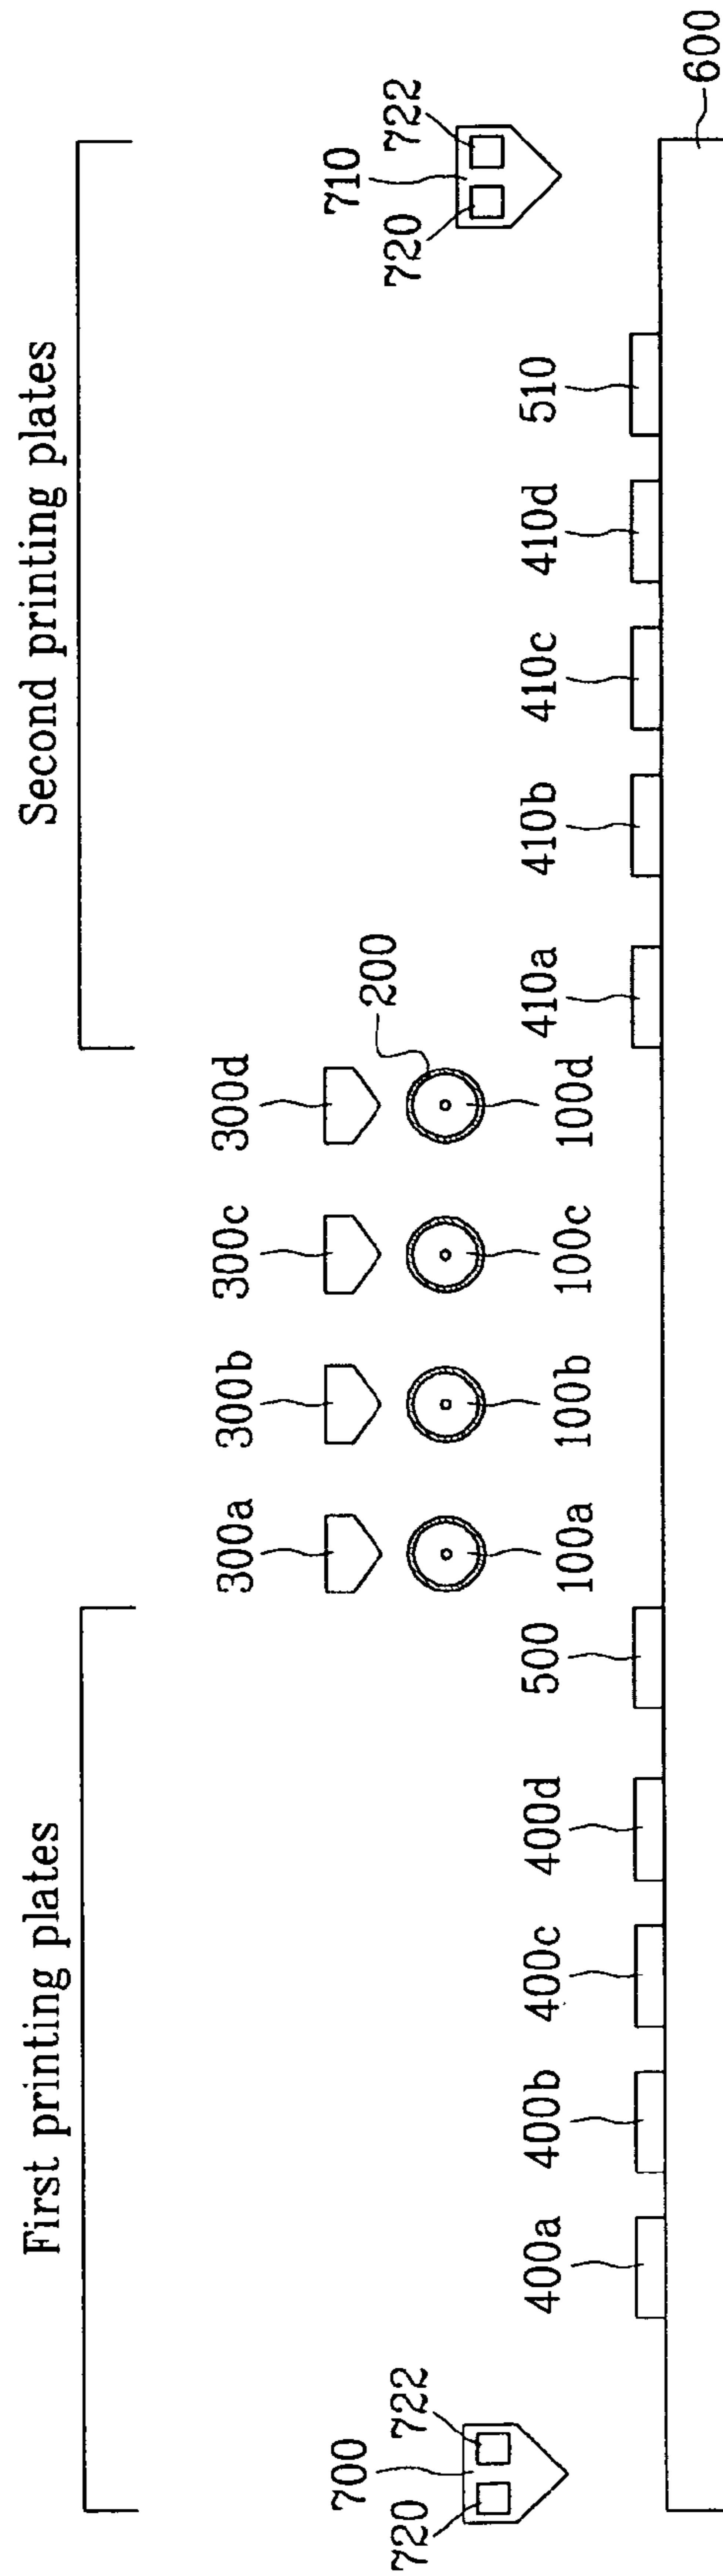 First printing plates
Second printing plates
300a
300b
300c
300d
200
700
720
722
710
720
722
100a
100b
100c
100d
400a
400b
400c
400d
500
410a
410b
410c
410d
510
600